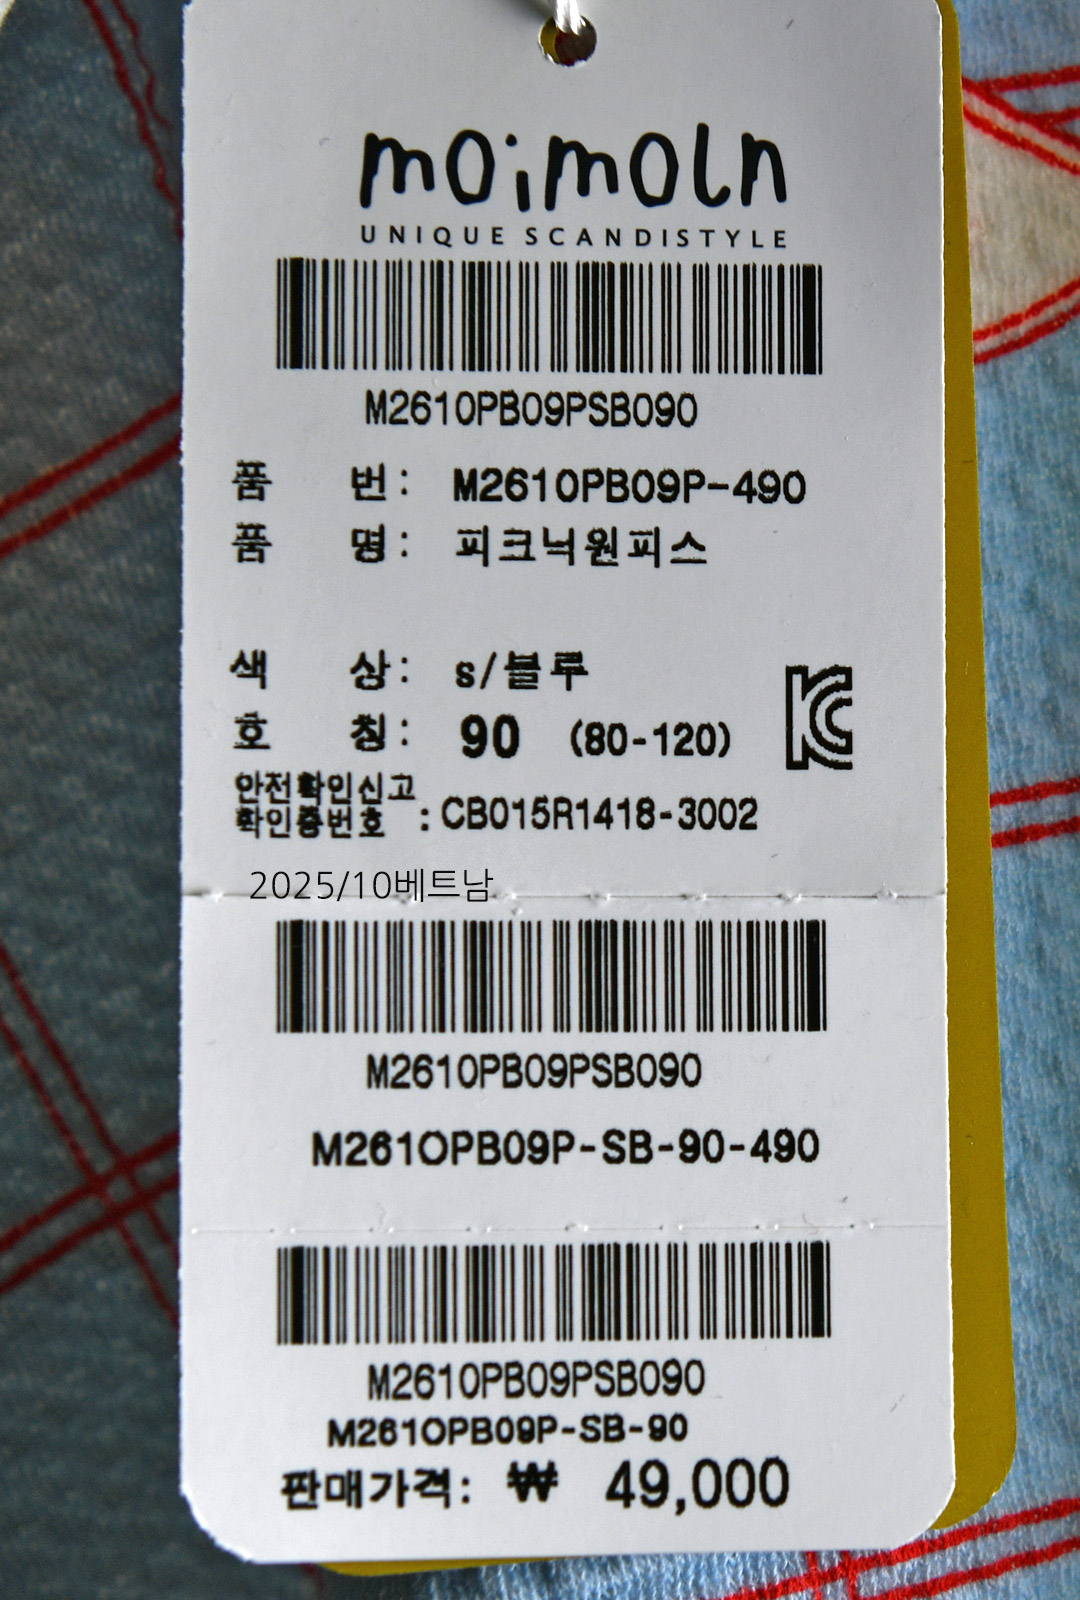 moimoln
UNIQUE SCANDISTYLE
M2610PB09PSB090
품 번: M2610PB09P-490
품 명: 피크닉원피스
색 상: s/블루
호 칭: 90 (80-120)
안전확인신고
확인증번호 : CB015R1418-3002
2025/10베트남
M2610PB09PSB090
M2610PB09P-SB-90-490
M2610PB09PSB090
M2610PB09P-SB-90
판매가격: ₩ 49,000